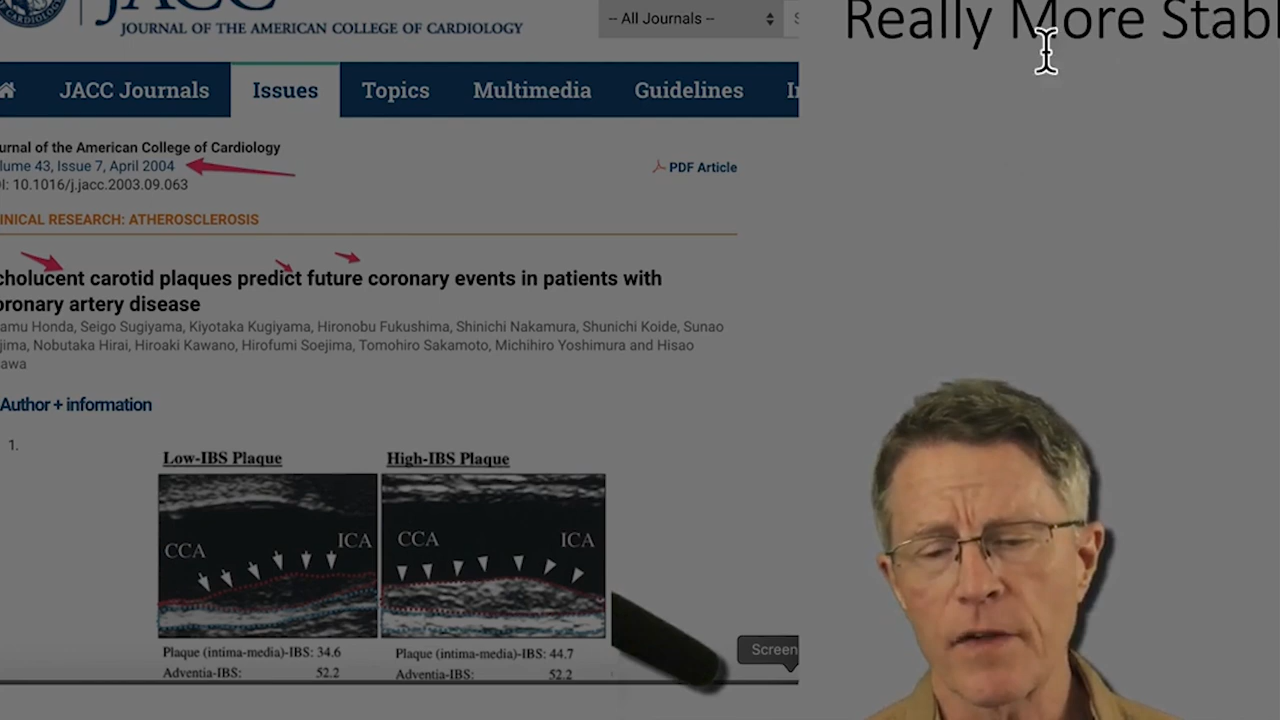 JACC
JOURNAL OF THE AMERICAN COLLEGE OF CARDIOLOGY
-- All Journals --
S
Really More Stabl
JACC Journals
Issues
Topics
Multimedia
Guidelines
I
urnal of the American College of Cardiology
lume 43, Issue 7, April 2004
I: 10.1016/j.jacc.2003.09.063
PDF Article
INICAL RESEARCH: ATHEROSCLEROSIS
cholucent carotid plaques predict future coronary events in patients with
oronary artery disease
amu Honda, Seigo Sugiyama, Kiyotaka Kugiyama, Hironobu Fukushima, Shinichi Nakamura, Shunichi Koide, Sunao
jima, Nobutaka Hirai, Hiroaki Kawano, Hirofumi Soejima, Tomohiro Sakamoto, Michihiro Yoshimura and Hisao
awa
Author + information
1.
Low-IBS Plaque
High-IBS Plaque
CCA
ICA
CCA
ICA
Plaque (intima-media)-IBS: 34.6
Adventia-IBS: 52.2
Plaque (intima-media)-IBS: 44.7
Adventia-IBS: 52.2
Screen